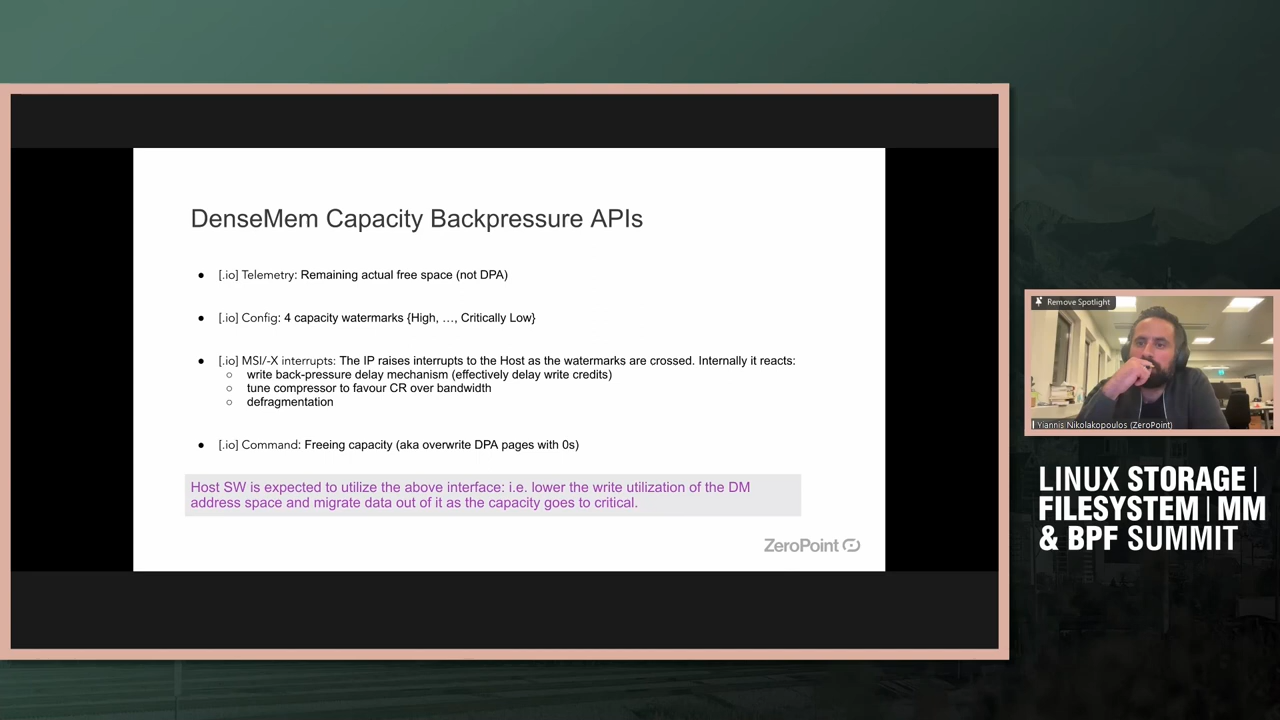 DenseMem Capacity Backpressure APIs
● [.io] Telemetry: Remaining actual free space (not DPA)
● [.io] Config: 4 capacity watermarks {High, …, Critically Low}
● [.io] MSI/-X interrupts: The IP raises interrupts to the Host as the watermarks are crossed. Internally it reacts:
○ write back-pressure delay mechanism (effectively delay write credits)
○ tune compressor to favour CR over bandwidth
○ defragmentation
● [.io] Command: Freeing capacity (aka overwrite DPA pages with 0s)
Host SW is expected to utilize the above interface: i.e. lower the write utilization of the DM
address space and migrate data out of it as the capacity goes to critical.
ZeroPoint
Remove Spotlight
Yiannis Nikolakopoulos (ZeroPoint)
LINUX STORAGE |
FILESYSTEM | MM
& BPF SUMMIT